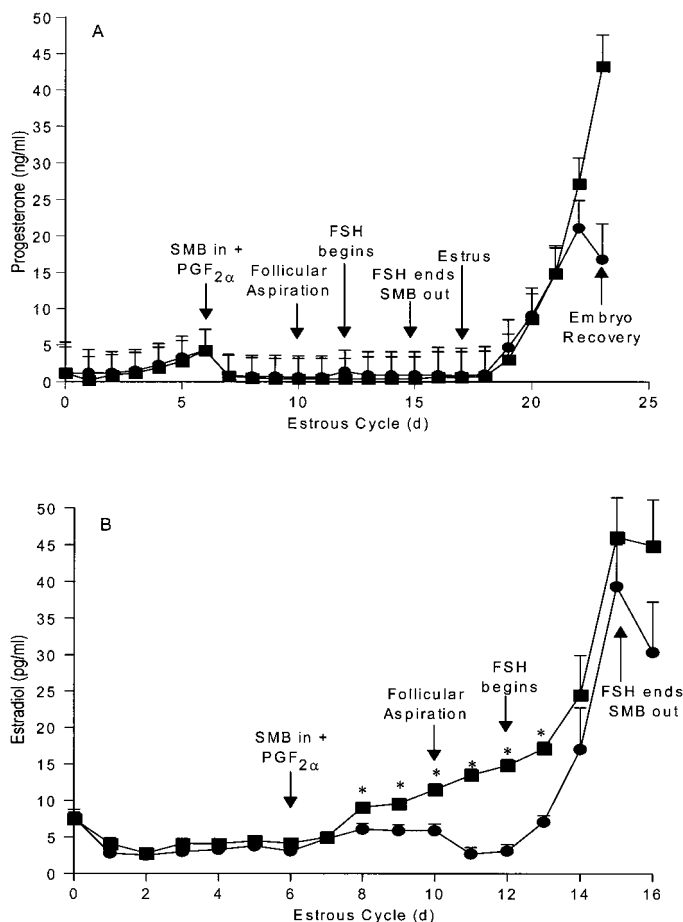 A
Progesterone (ng/ml)
50
45
40
35
30
25
20
15
10
5
0
SMB in +
PGF2α
Follicular
Aspiration
FSH
begins
FSH ends
SMB out
Estrus
Embryo
Recovery
0 5 10 15 20 25
Estrous Cycle (d)
B
Estradiol (pg/ml)
50
45
40
35
30
25
20
15
10
5
0
SMB in +
PGF2α
Follicular
Aspiration
FSH
begins
FSH ends
SMB out
* * * * * *
0 2 4 6 8 10 12 14 16
Estrous Cycle (d)